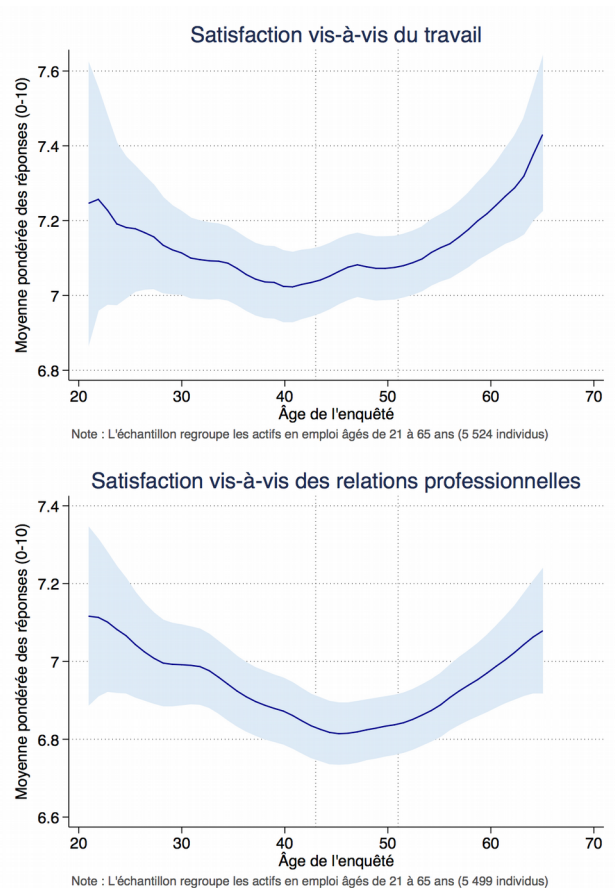 Satisfaction vis-à-vis du travail
Moyenne pondérée des réponses (0-10)
7.6
7.4
7.2
7
6.8
20 30 40 50 60 70
Âge de l'enquêté
Note : L'échantillon regroupe les actifs en emploi âgés de 21 à 65 ans (5 524 individus)
Satisfaction vis-à-vis des relations professionnelles
Moyenne pondérée des réponses (0-10)
7.4
7.2
7
6.8
6.6
20 30 40 50 60 70
Âge de l'enquêté
Note : L'échantillon regroupe les actifs en emploi âgés de 21 à 65 ans (5 499 individus)